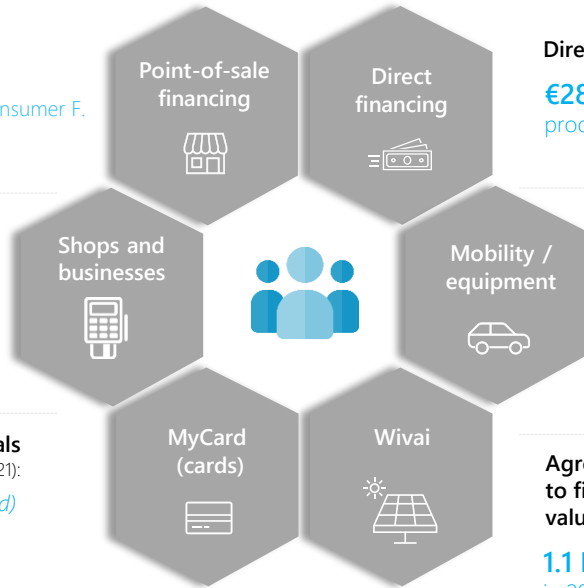 Point-of-sale
financing
Direct
financing
Dire
€28
prod
nsumer F.
Shops and
businesses
Mobility /
equipment
als
21):
d)
MyCard
(cards)
Wivai
Agre
to fi
valu
1.1